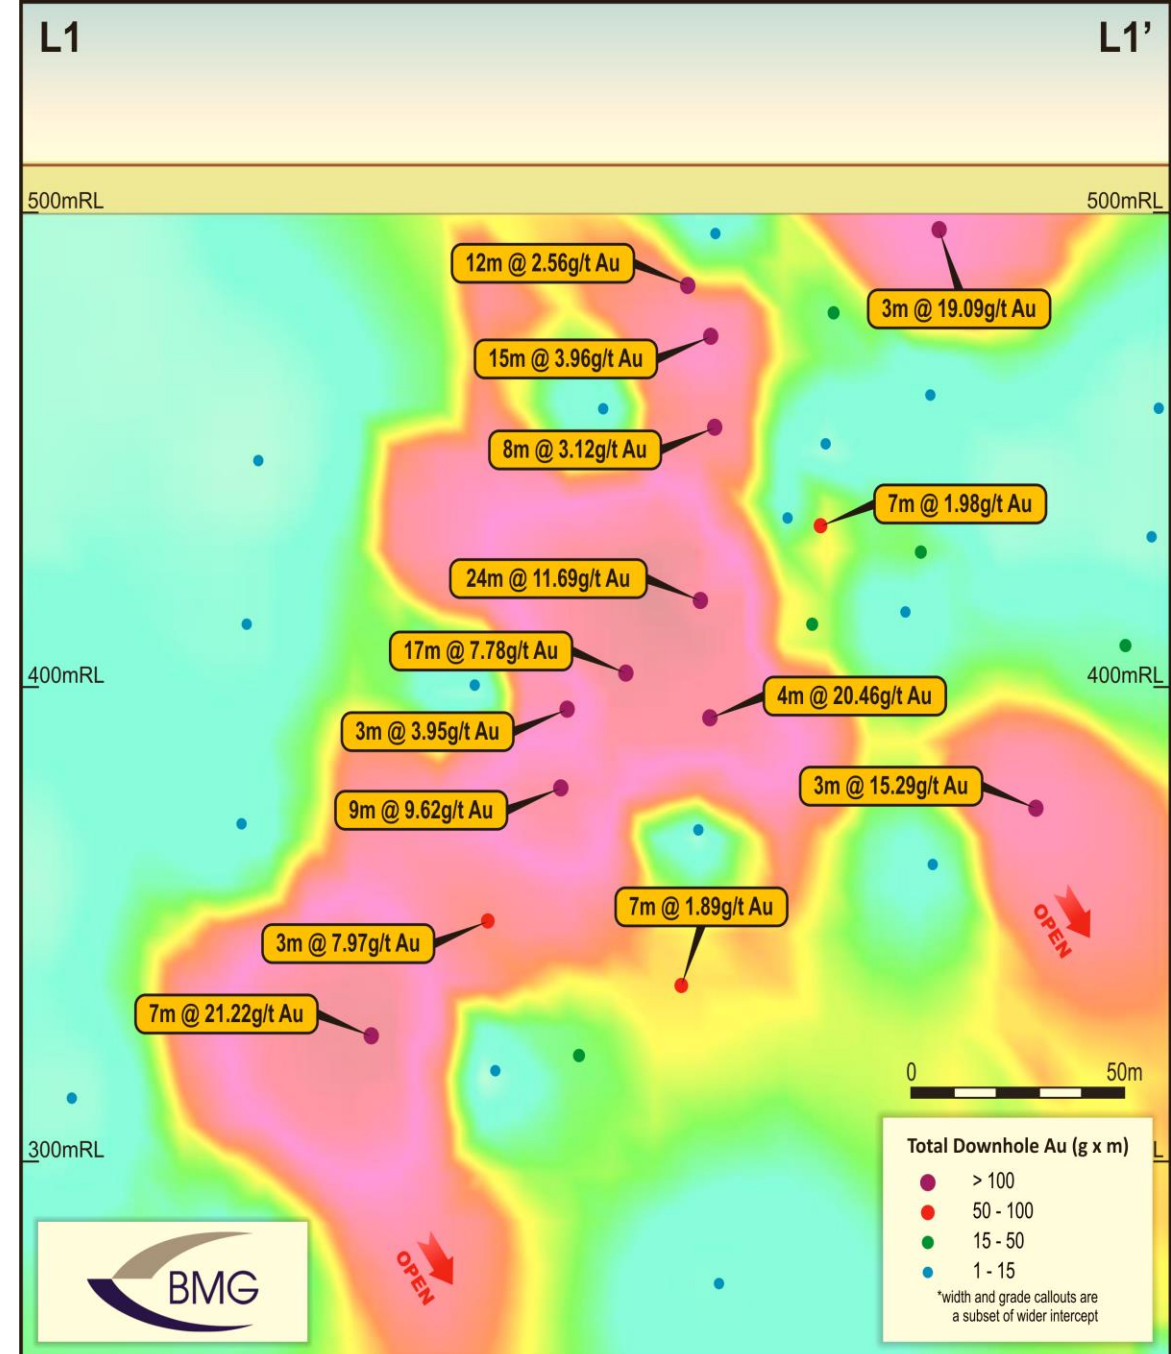 L1
L1’
500mRL
500mRL
12m @ 2.56g/t Au
3m @ 19.09g/t Au
15m @ 3.96g/t Au
8m @ 3.12g/t Au
7m @ 1.98g/t Au
24m @ 11.69g/t Au
17m @ 7.78g/t Au
400mRL
400mRL
4m @ 20.46g/t Au
3m @ 3.95g/t Au
3m @ 15.29g/t Au
9m @ 9.62g/t Au
7m @ 1.89g/t Au
OPEN
3m @ 7.97g/t Au
7m @ 21.22g/t Au
0
50m
300mRL
L
Total Downhole Au (g x m)
> 100
50 - 100
15 - 50
1 - 15
*width and grade callouts are
a subset of wider intercept
OPEN
BMG